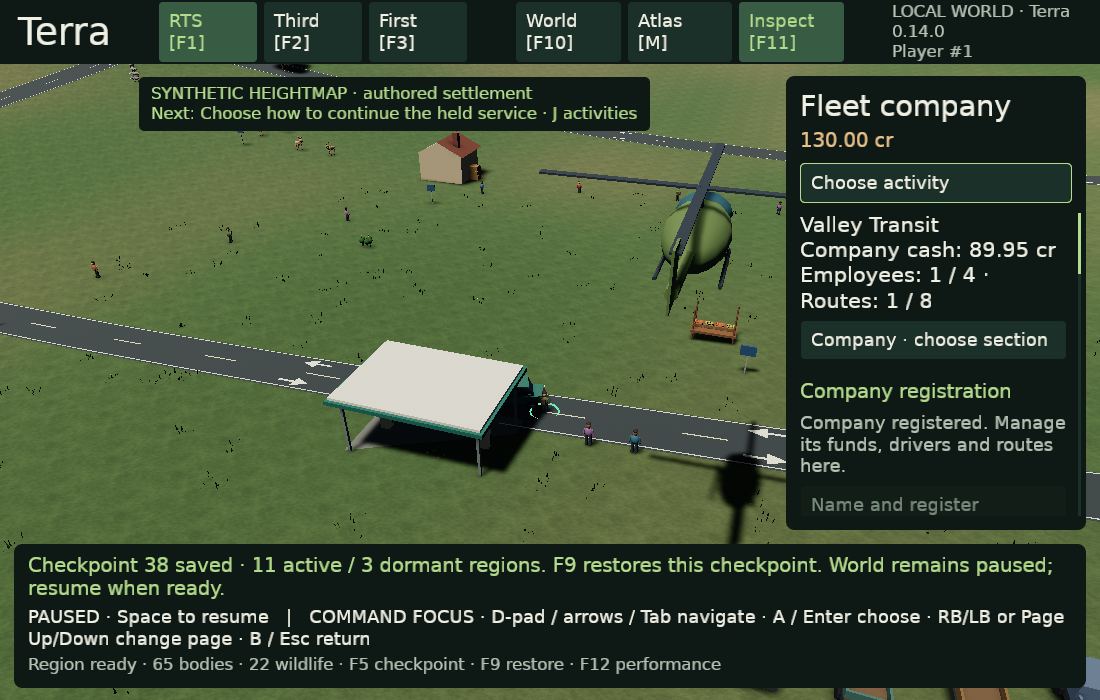 Terra
RTS
[F1]
Third
[F2]
First
[F3]
World
[F10]
Atlas
[M]
Inspect
[F11]
LOCAL WORLD · Terra
0.14.0
Player #1
SYNTHETIC HEIGHTMAP · authored settlement
Next: Choose how to continue the held service · J activities
Fleet company
130.00 cr
Choose activity
Valley Transit
Company cash: 89.95 cr
Employees: 1 / 4 ·
Routes: 1 / 8
Company · choose section
Company registration
Company registered. Manage
its funds, drivers and routes
here.
Name and register
Checkpoint 38 saved · 11 active / 3 dormant regions. F9 restores this checkpoint. World remains paused;
resume when ready.
PAUSED · Space to resume | COMMAND FOCUS · D-pad / arrows / Tab navigate · A / Enter choose · RB/LB or Page
Up/Down change page · B / Esc return
Region ready · 65 bodies · 22 wildlife · F5 checkpoint · F9 restore · F12 performance